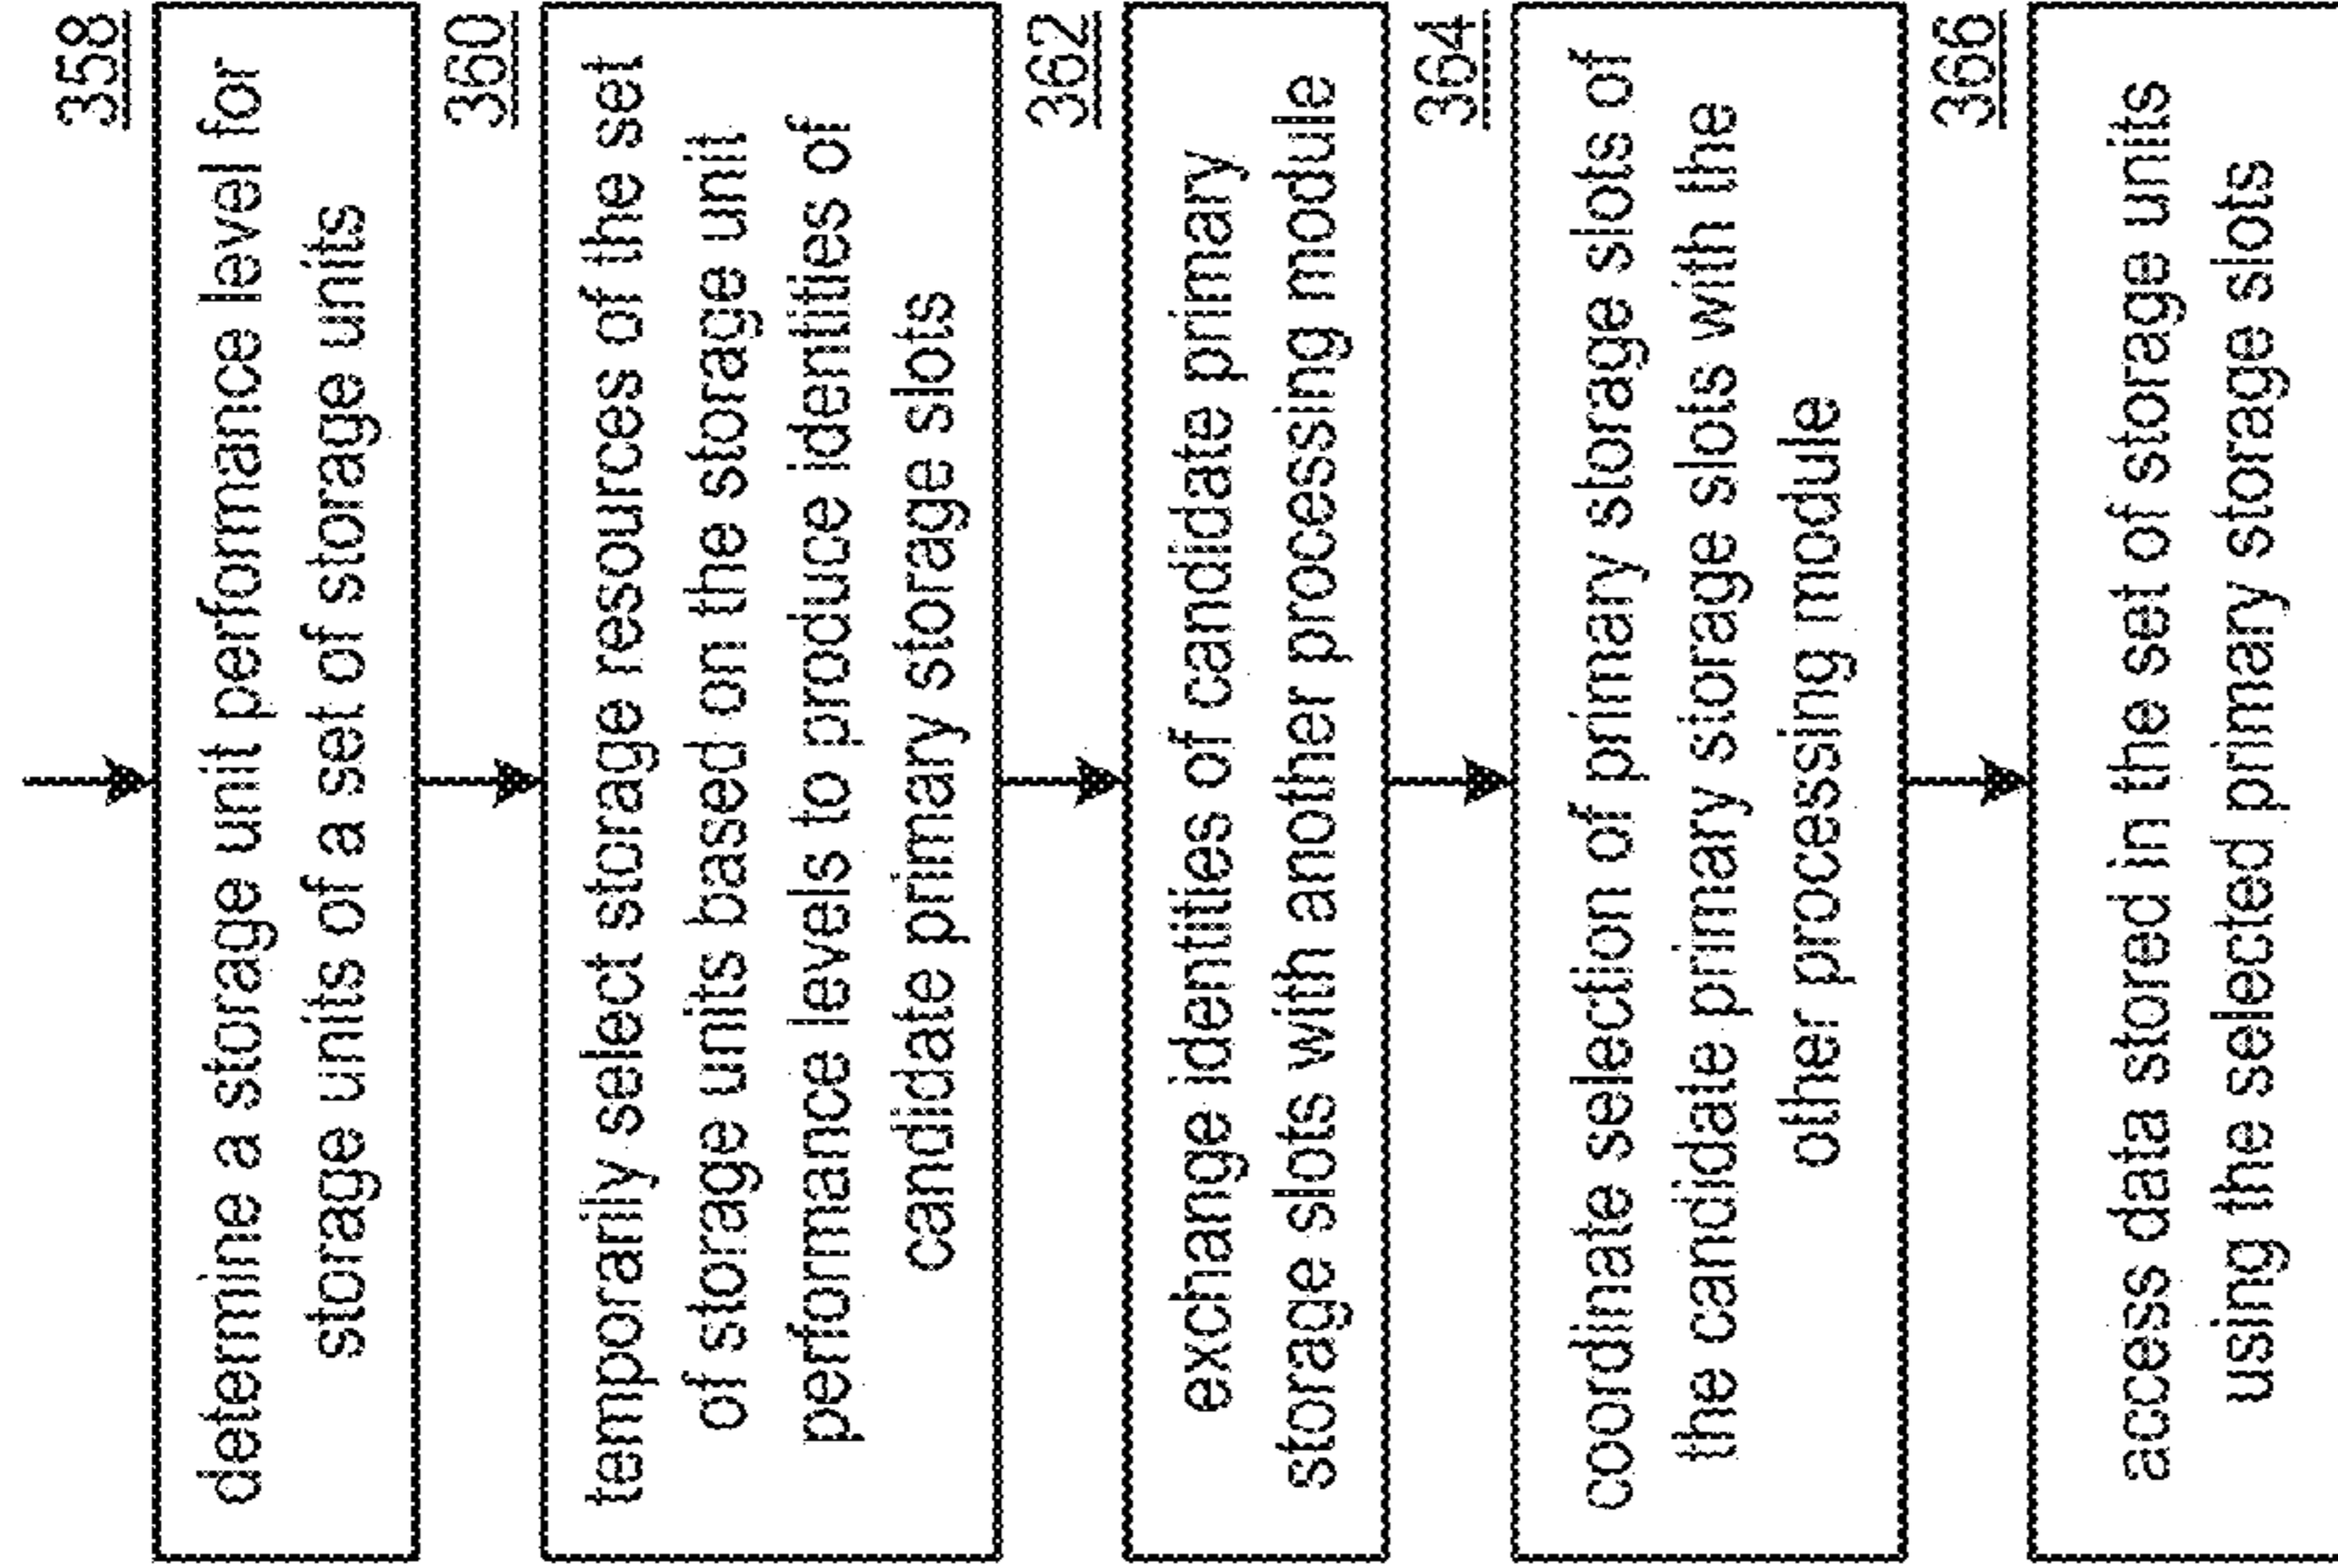 358
determine a storage unit performance level for
storage units of a set of storage units
360
temporarily select storage resources of the set
of storage units based on the storage unit
performance levels to produce identities of
candidate primary storage slots
362
exchange identities of candidate primary
storage slots with another processing module
364
coordinate selection of primary storage slots of
the candidate primary storage slots with the
other processing module
366
access data stored in the set of storage units
using the selected primary storage slots